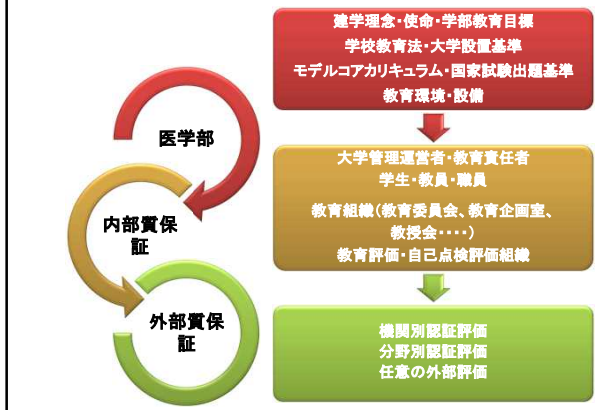 医学部
内部質保
証
外部質保
証
建学理念・使命・学部教育目標
学校教育法・大学設置基準
モデルコアカリキュラム・国家試験出題基準
教育環境・設備
大学管理運営者・教育責任者
学生・教員・職員
教育組織(教育委員会、教育企画室、
教授会・・・・)
教育評価・自己点検評価組織
機関別認証評価
分野別認証評価
任意の外部評価